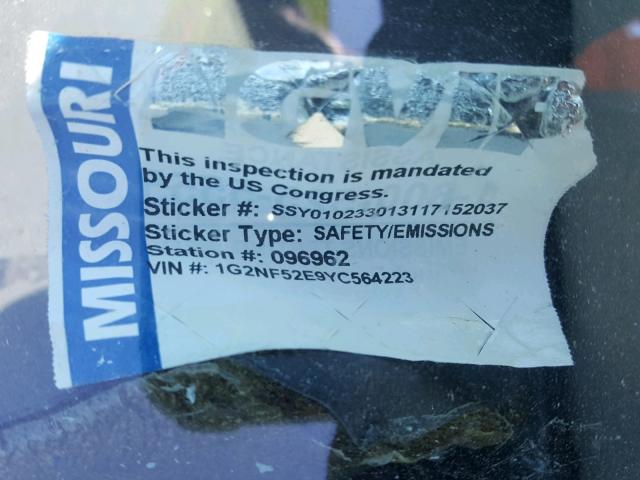 MISSOURI
This inspection is mandated
by the US Congress.
Sticker #: SSY010233013117152037
Sticker Type: SAFETY/EMISSIONS
Station #: 096962
VIN #: 1G2NF52E9YC564223